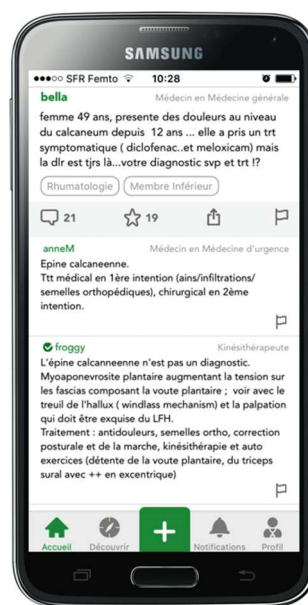 SAMSUNG
SFR Femto 10:28
bella Médecin en Médecine générale
femme 49 ans, presente des douleurs au niveau
du calcaneum depuis 12 ans ... elle a pris un trt
symptomatique ( diclofenac..et meloxicam) mais
la dlr est tjrs là...votre diagnostic svp et trt !?
Rhumatologie Membre Inférieur
21 19
anneM Médecin en Médecine d'urgence
Epine calcaneenne.
Ttt médical en 1ère intention (ains/infiltrations/
semelles orthopédiques), chirurgical en 2ème
intention.
froggy Kinésithérapeute
L'épine calcanneenne n'est pas un diagnostic.
Myoaponevrosite plantaire augmentant la tension sur
les fascias composant la voute plantaire ; voir avec le
treuil de l'hallux ( windlass mechanism) et la palpation
qui doit être exquise du LFH.
Traitement : antidouleurs, semelles ortho, correction
posturale et de la marche, kinésithérapie et auto
exercices (détente de la voute plantaire, du triceps
sural avec ++ en excentrique)
Accueil Découvrir + Notifications Profil